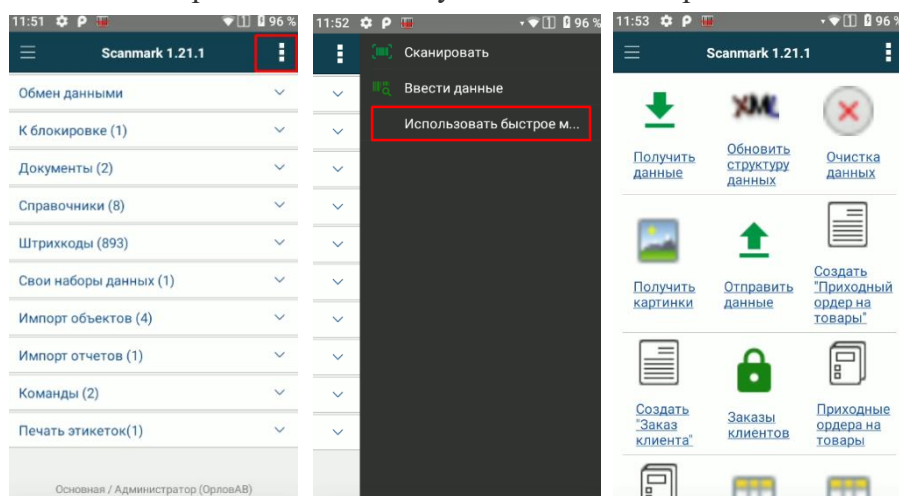 11:51 P 96 %
Scanmark 1.21.1
Обмен данными
К блокировке (1)
Документы (2)
Справочники (8)
Штрихкоды (893)
Свои наборы данных (1)
Импорт объектов (4)
Импорт отчетов (1)
Команды (2)
Печать этикеток(1)
Основная / Администратор (ОрловАВ)
11:52 P 96 %
Сканировать
Ввести данные
Использовать быстрое м...
11:53 P 96 %
Scanmark 1.21.1
XML
Получить
данные
Обновить
структуру
данных
Очистка
данных
Получить
картинки
Отправить
данные
Создать
"Приходный
ордер на
товары"
Создать
"Заказ
клиента"
Заказы
клиентов
Приходные
ордера на
товары